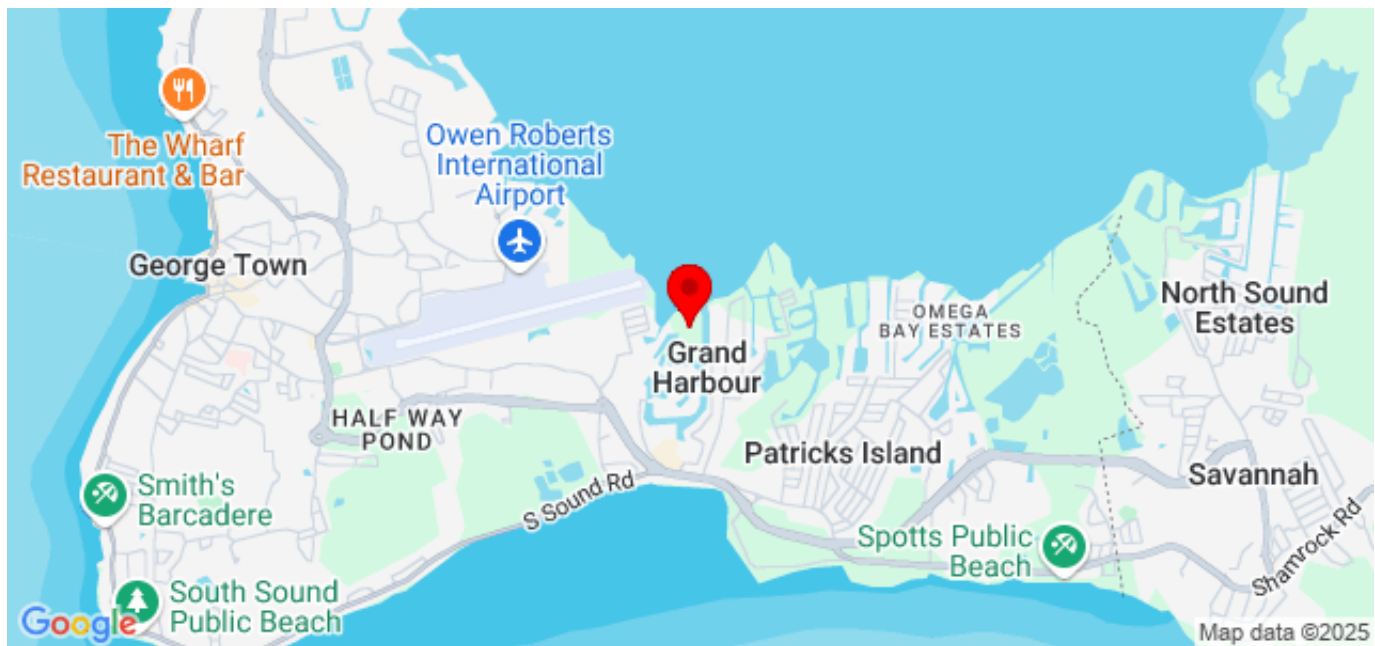 The Wharf
Restaurant & Bar
Owen Roberts
International
Airport
George Town
North Sound
Estates
OMEGA
BAY ESTATES
Grand
Harbour
HALF WAY
POND
Patricks Island
Savannah
Smith's
Barcadere
S Sound Rd
Spotts Public
Beach
Shamrock Rd
South Sound
Public Beach
Google
Map data ©2025